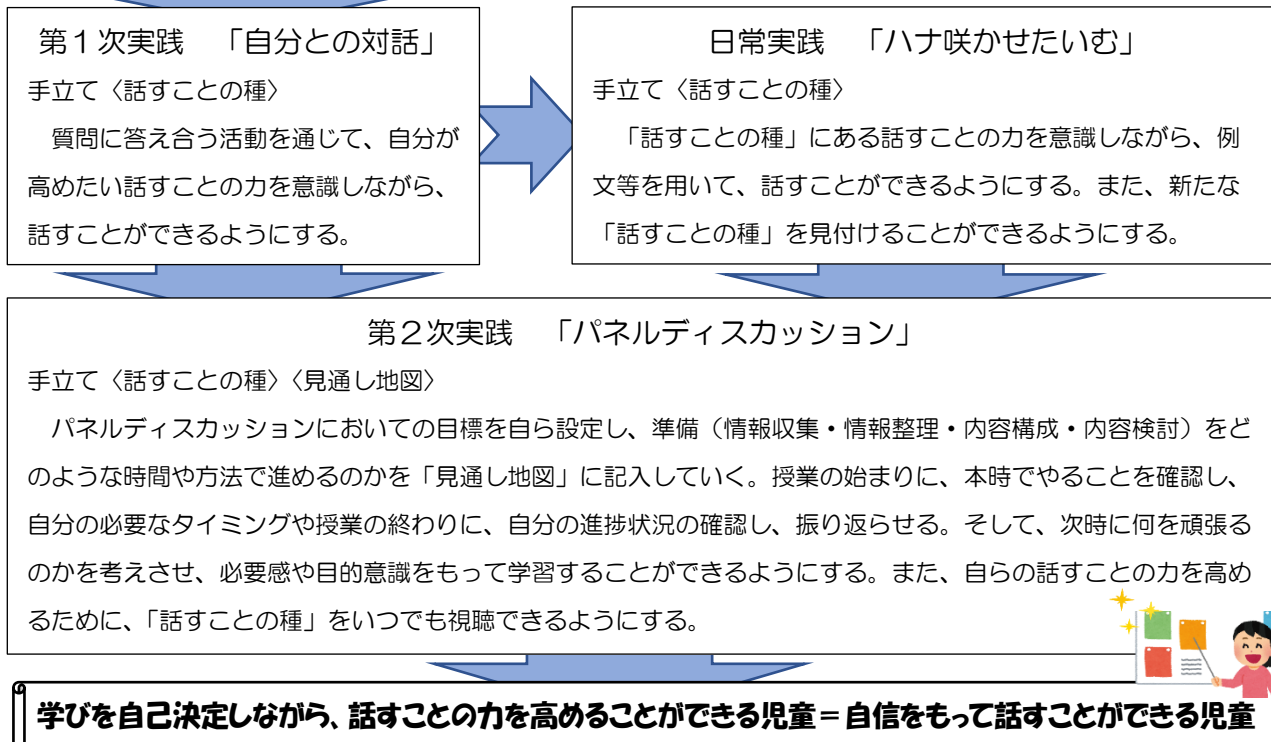 第1次実践　「自分との対話」
手立て〈話すことの種〉
　質問に答え合う活動を通じて、自分が
高めたい話すことの力を意識しながら、
話すことができるようにする。
日常実践　「ハナ咲かせたいむ」
手立て〈話すことの種〉
　「話すことの種」にある話すことの力を意識しながら、例
文等を用いて、話すことができるようにする。また、新たな
「話すことの種」を見付けることができるようにする。
第２次実践　「パネルディスカッション」
手立て〈話すことの種〉〈見通し地図〉
　パネルディスカッションにおいての目標を自ら設定し、準備（情報収集・情報整理・内容構成・内容検討）をど
のような時間や方法で進めるのかを「見通し地図」に記入していく。授業の始まりに、本時でやることを確認し、
自分の必要なタイミングや授業の終わりに、自分の進捗状況の確認し、振り返らせる。そして、次時に何を頑張る
のかを考えさせ、必要感や目的意識をもって学習することができるようにする。また、自らの話すことの力を高め
るために、「話すことの種」をいつでも視聴できるようにする。
学びを自己決定しながら、話すことの力を高めることができる児童＝自信をもって話すことができる児童